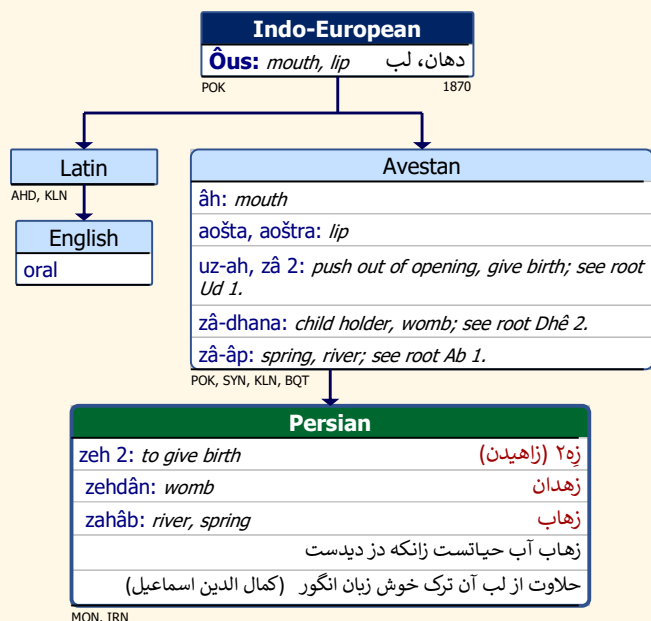 Indo-European
Ôus: mouth, lip دهان، لب
POK 1870
Latin
AHD, KLN
English
oral
Avestan
âh: mouth
aošta, aoštra: lip
uz-ah, zâ 2: push out of opening, give birth; see root
Ud 1.
zâ-dhana: child holder, womb; see root Dhê 2.
zâ-âp: spring, river; see root Ab 1.
POK, SYN, KLN, BQT
Persian
zeh 2: to give birth زِه۲ (زاهیدن)
zehdân: womb زهدان
zahâb: river, spring زهاب
زهاب آب حیاتست زانکه دز دیدست
حلاوت از لب آن ترک خوش زبان انگور (کمال الدین اسماعیل)
MON, IRN